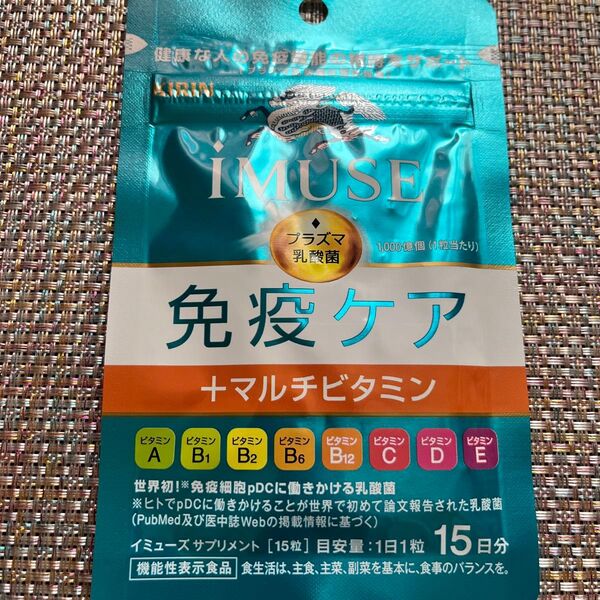 健康な人の免疫機能の維持をサポート
KIRIN
iMUSE
プラズマ
乳酸菌
1,000億個(1粒当たり)
免疫ケア
+マルチビタミン
ビタミン A ビタミン B1 ビタミン B2 ビタミン B6 ビタミン B12 ビタミン C ビタミン D ビタミン E
世界初!※免疫細胞pDCに働きかける乳酸菌
※ヒトでpDCに働きかけることが世界で初めて論文報告された乳酸菌
(PubMed及び医中誌Webの掲載情報に基づく)
イミューズ サプリメント [15粒] 目安量:1日1粒 15日分
機能性表示食品 食生活は、主食、主菜、副菜を基本に、食事のバランスを。